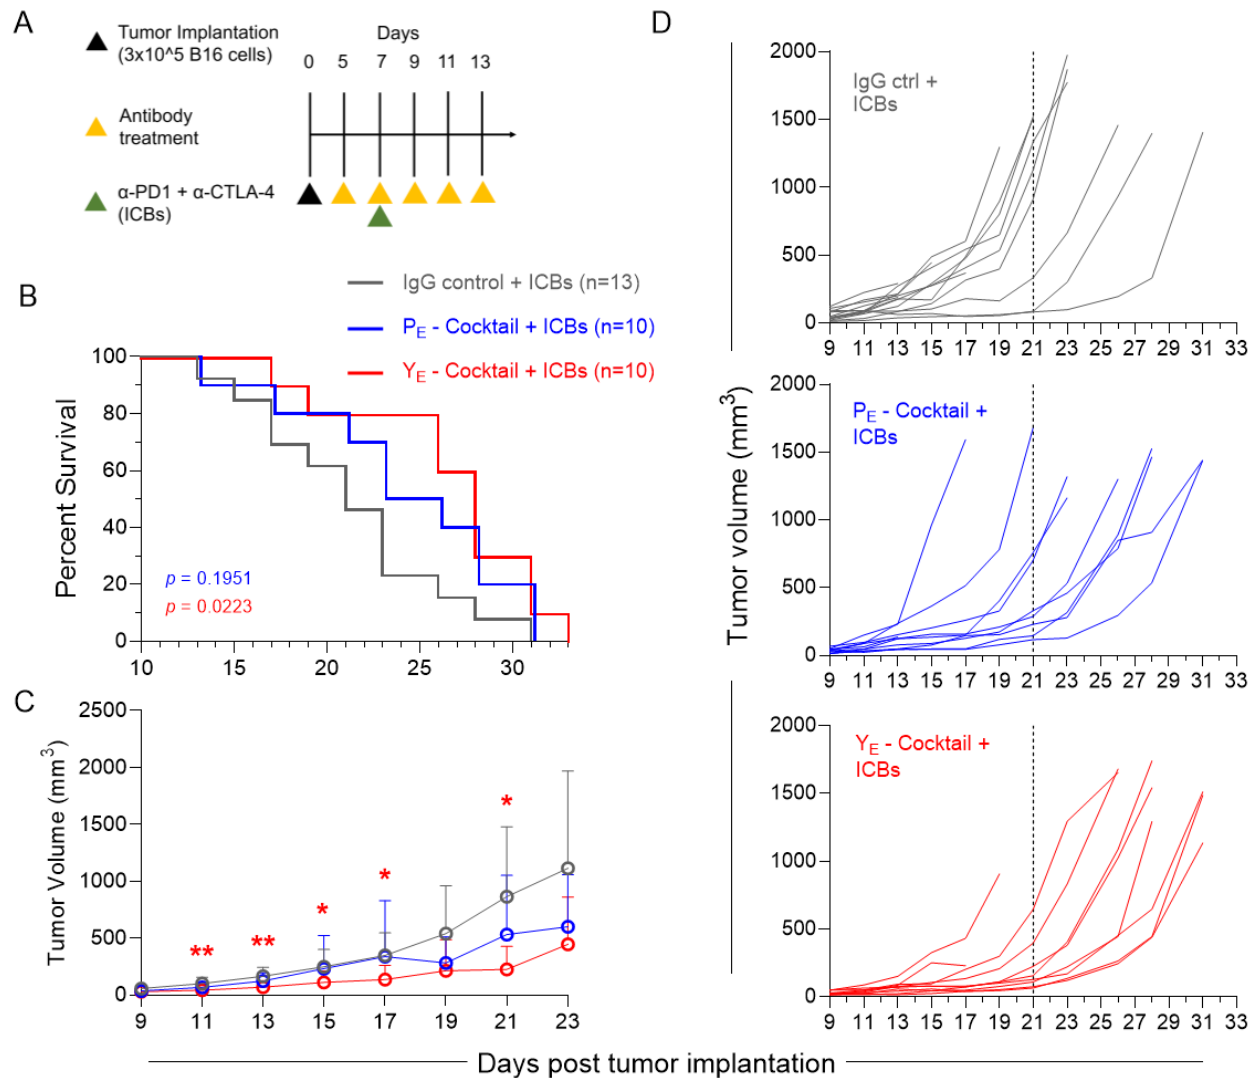 A
Tumor Implantation
(3x10^5 B16 cells)
Antibody
treatment
α-PD1 + α-CTLA-4
(ICBs)
Days
0 5 7 9 11 13
B
IgG control + ICBs (n=13)
PE - Cocktail + ICBs (n=10)
YE - Cocktail + ICBs (n=10)
Percent Survival
100
80
60
40
20
0
p = 0.1951
p = 0.0223
10 15 20 25 30
C
Tumor Volume (mm3)
2500
2000
1500
1000
500
0
** ** * * *
9 11 13 15 17 19 21 23
D
Tumor volume (mm3)
IgG ctrl +
ICBs
2000
1500
1000
500
0
9 11 13 15 17 19 21 23 25 27 29 31 33
PE - Cocktail +
ICBs
2000
1500
1000
500
0
9 11 13 15 17 19 21 23 25 27 29 31 33
YE - Cocktail +
ICBs
2000
1500
1000
500
0
9 11 13 15 17 19 21 23 25 27 29 31 33
Days post tumor implantation